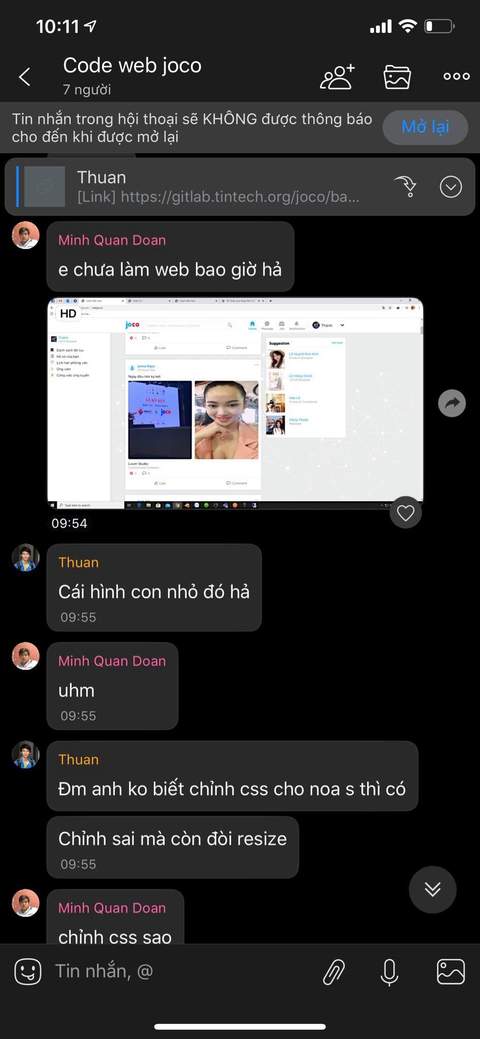 10:11
Code web joco
7 người
Tin nhắn trong hội thoại sẽ KHÔNG được thông báo
cho đến khi được mở lại
Mở lại
Thuan
[Link] https://gitlab.tintech.org/joco/ba...
Minh Quan Doan
e chưa làm web bao giờ hả
HD
joco
Suggestion
09:54
Thuan
Cái hình con nhỏ đó hả
09:55
Minh Quan Doan
uhm
09:55
Thuan
Đm anh ko biết chỉnh css cho noa s thì có
Chỉnh sai mà còn đòi resize
09:55
Minh Quan Doan
chỉnh css sao
Tin nhắn, @